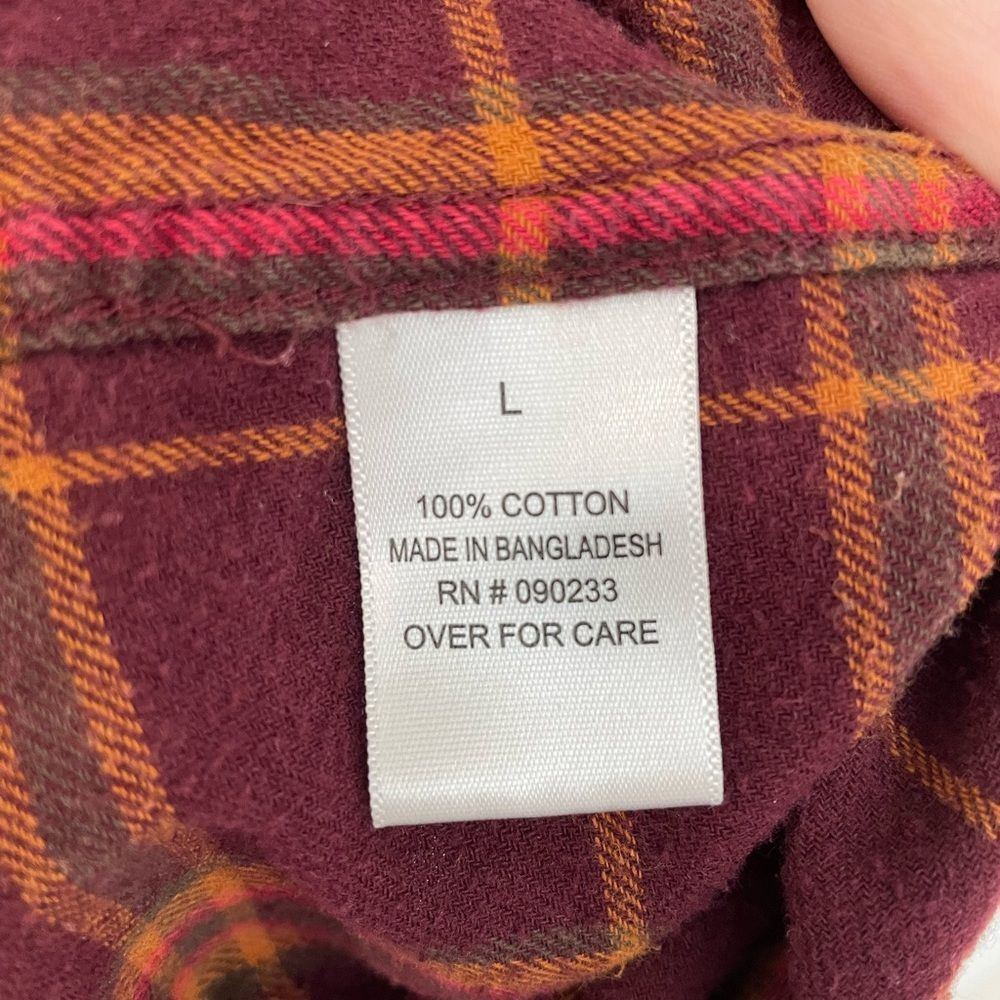 L
100% COTTON
MADE IN BANGLADESH
RN # 090233
OVER FOR CARE